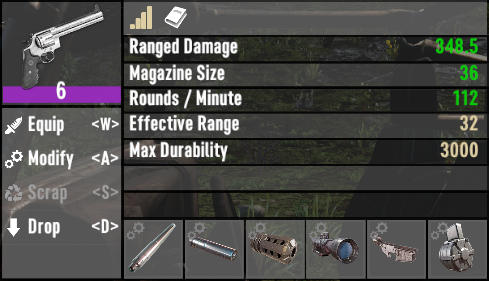 6
Equip <W>
Modify <A>
Scrap <S>
Drop <D>
Ranged Damage 348.5
Magazine Size 36
Rounds / Minute 112
Effective Range 32
Max Durability 3000